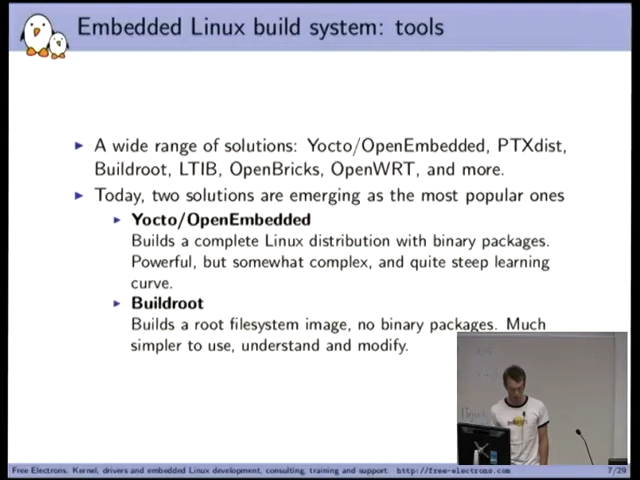 Embedded Linux build system: tools
A wide range of solutions: Yocto/OpenEmbedded, PTXdist,
Buildroot, LTIB, OpenBricks, OpenWRT, and more.
Today, two solutions are emerging as the most popular ones
Yocto/OpenEmbedded
Builds a complete Linux distribution with binary packages.
Powerful, but somewhat complex, and quite steep learning
curve.
Buildroot
Builds a root filesystem image, no binary packages. Much
simpler to use, understand and modify.
Free Electrons. Kernel, drivers and embedded Linux development, consulting, training and support. http://free-electrons.com
7/29